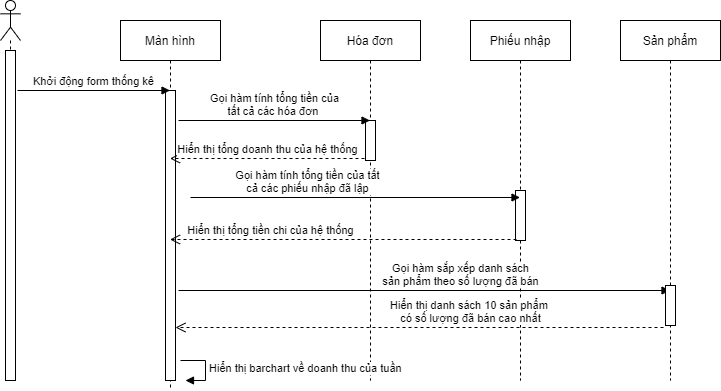 Màn hình
Hóa đơn
Phiếu nhập
Sản phẩm
Khởi động form thống kê
Gọi hàm tính tổng tiền của
tất cả các hóa đơn
Hiển thị tổng doanh thu của hệ thống
Gọi hàm tính tổng tiền của tất
cả các phiếu nhập đã lập
Hiển thị tổng tiền chi của hệ thống
Gọi hàm sắp xếp danh sách
sản phẩm theo số lượng đã bán
Hiển thị danh sách 10 sản phẩm
có số lượng đã bán cao nhất
Hiển thị barchart về doanh thu của tuần